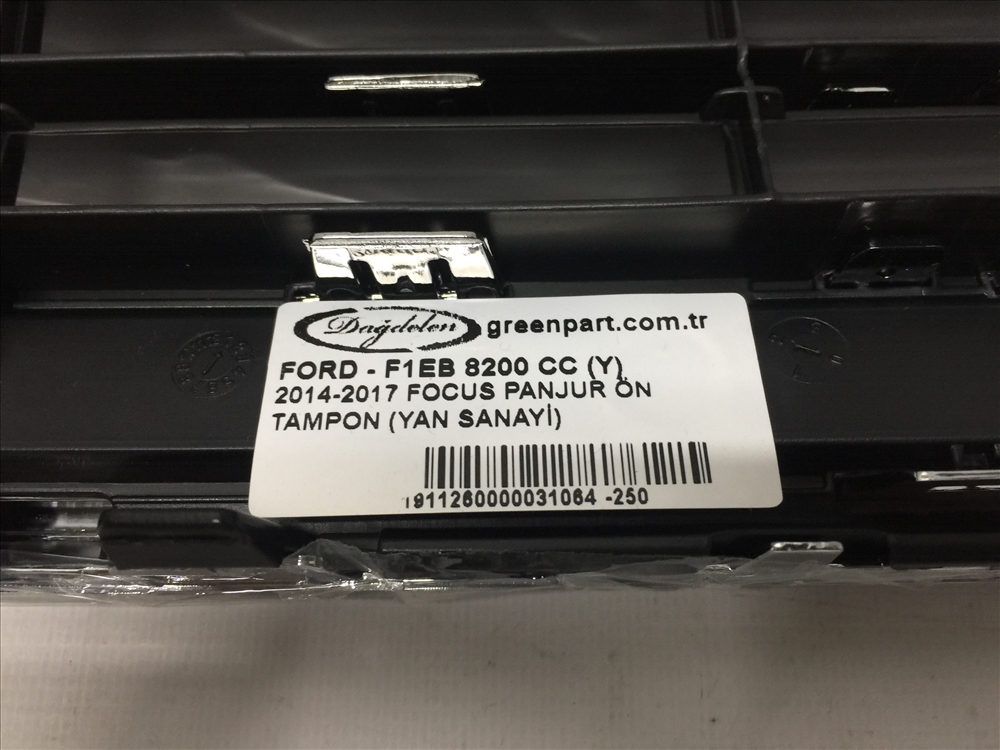 Dağdelen greenpart.com.tr
FORD - F1EB 8200 CC (Y)
2014-2017 FOCUS PANJUR ÖN
TAMPON (YAN SANAYİ)
1911260000031064 -250